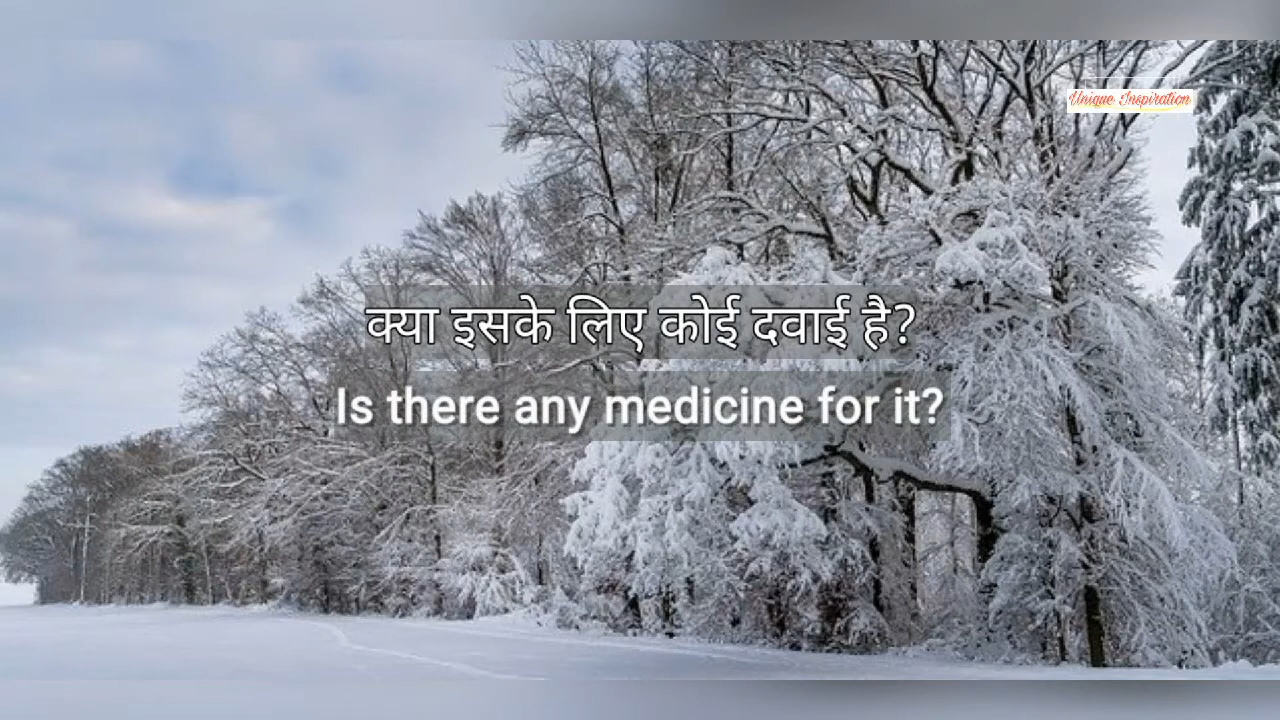 Unique Inspiration
क्या इसके लिए कोई दवाई है?
Is there any medicine for it?